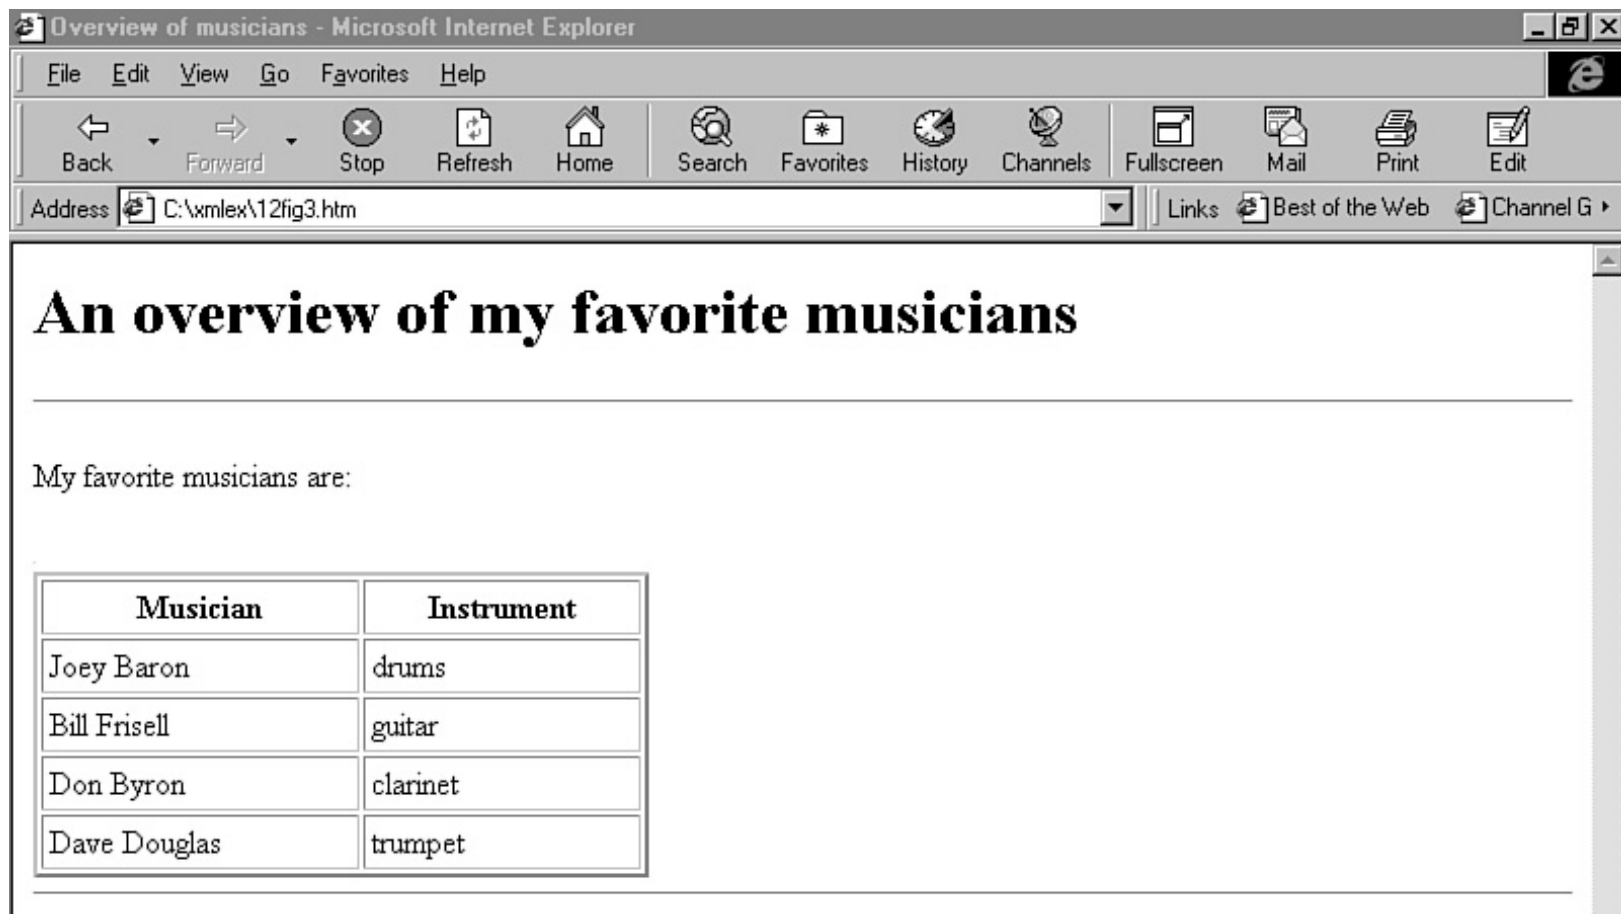 Overview of musicians - Microsoft Internet Explorer
File Edit View Go Favorites Help
Back Forward Stop Refresh Home Search Favorites History Channels Fullscreen Mail Print Edit
Address C:\xmlex\12fig3.htm Links Best of the Web Channel G
An overview of my favorite musicians
My favorite musicians are:
Musician Instrument
Joey Baron drums
Bill Frisell guitar
Don Byron clarinet
Dave Douglas trumpet